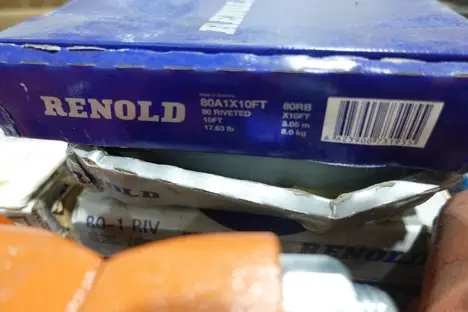 RENOLD
RENOLD
80A1X10FT
80 RIVETED
10FT
17.63 lb
80RB
X10FT
3.05 m
8.0 kg
RENOLD
80-1 RIV
RENOLD